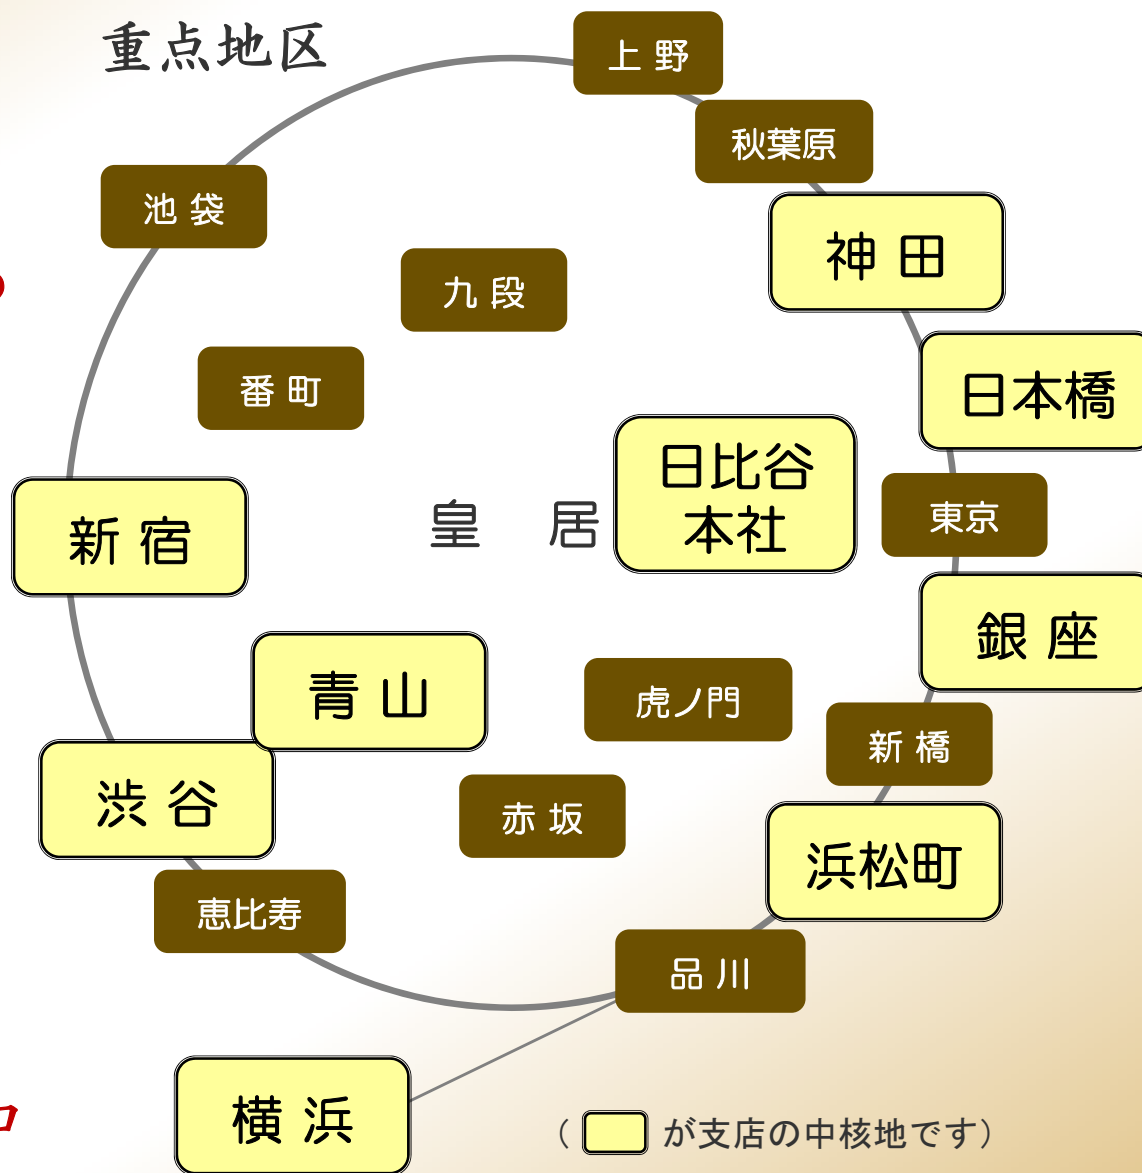 重点地区
上 野
秋葉原
池 袋
神 田
九 段
番 町
日本橋
日比谷
本社
皇 居
新 宿
東京
銀 座
青 山
虎ノ門
新 橋
渋 谷
赤 坂
浜松町
恵比寿
品 川
横 浜
( が支店の中核地です)